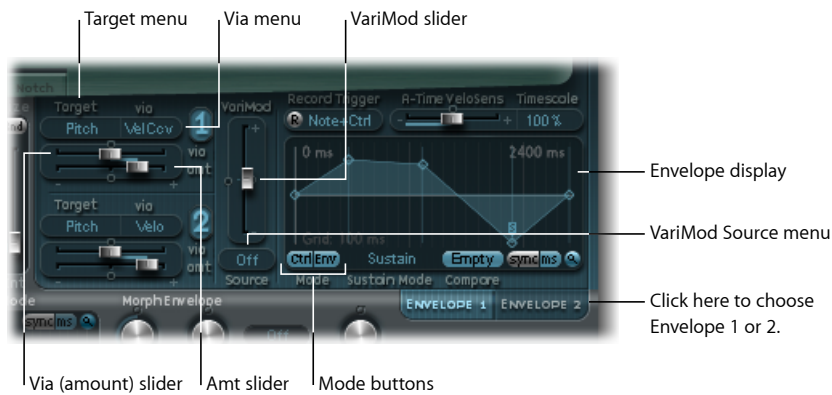 Target menu
Via menu
VariMod slider
Notch
Target
via
VariMod
Record Trigger
A-Time VeloSens
Timescale
Pitch
1
R
Note+Ctrl
-
+
100 %
via
amt
-
+
+
-
0 ms
2400 ms
Envelope display
Target
via
Pitch
Velo
2
via
amt
-
+
Off
Source
Grid: 100 ms
S
VariMod Source menu
Ctrl
Env
Sustain
Empty
sync
ms
Mode
Sustain Mode
Compare
ENVELOPE 1
ENVELOPE 2
Click here to choose
Envelope 1 or 2.
Morph Envelope
sync
ms
Off
Via (amount) slider
Amt slider
Mode buttons